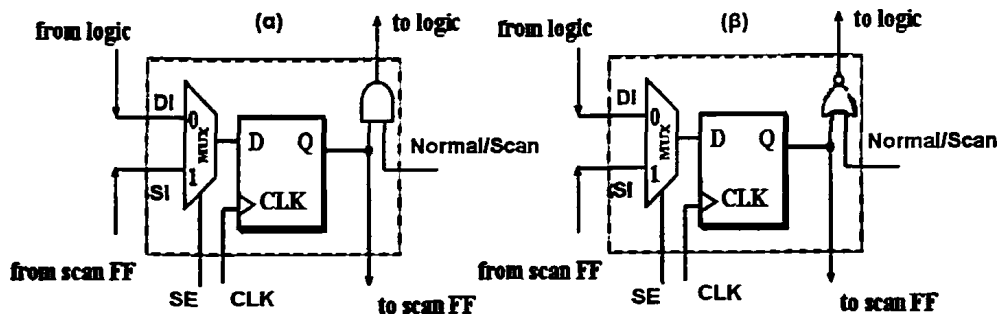 (α)
to logic
from logic
DI
0
MUX
D Q
Normal/Scan
1
SI
CLK
from scan FF
SE
CLK
to scan FF
(β)
to logic
from logic
DI
0
MUX
D Q
Normal/Scan
1
SI
CLK
from scan FF
SE
CLK
to scan FF